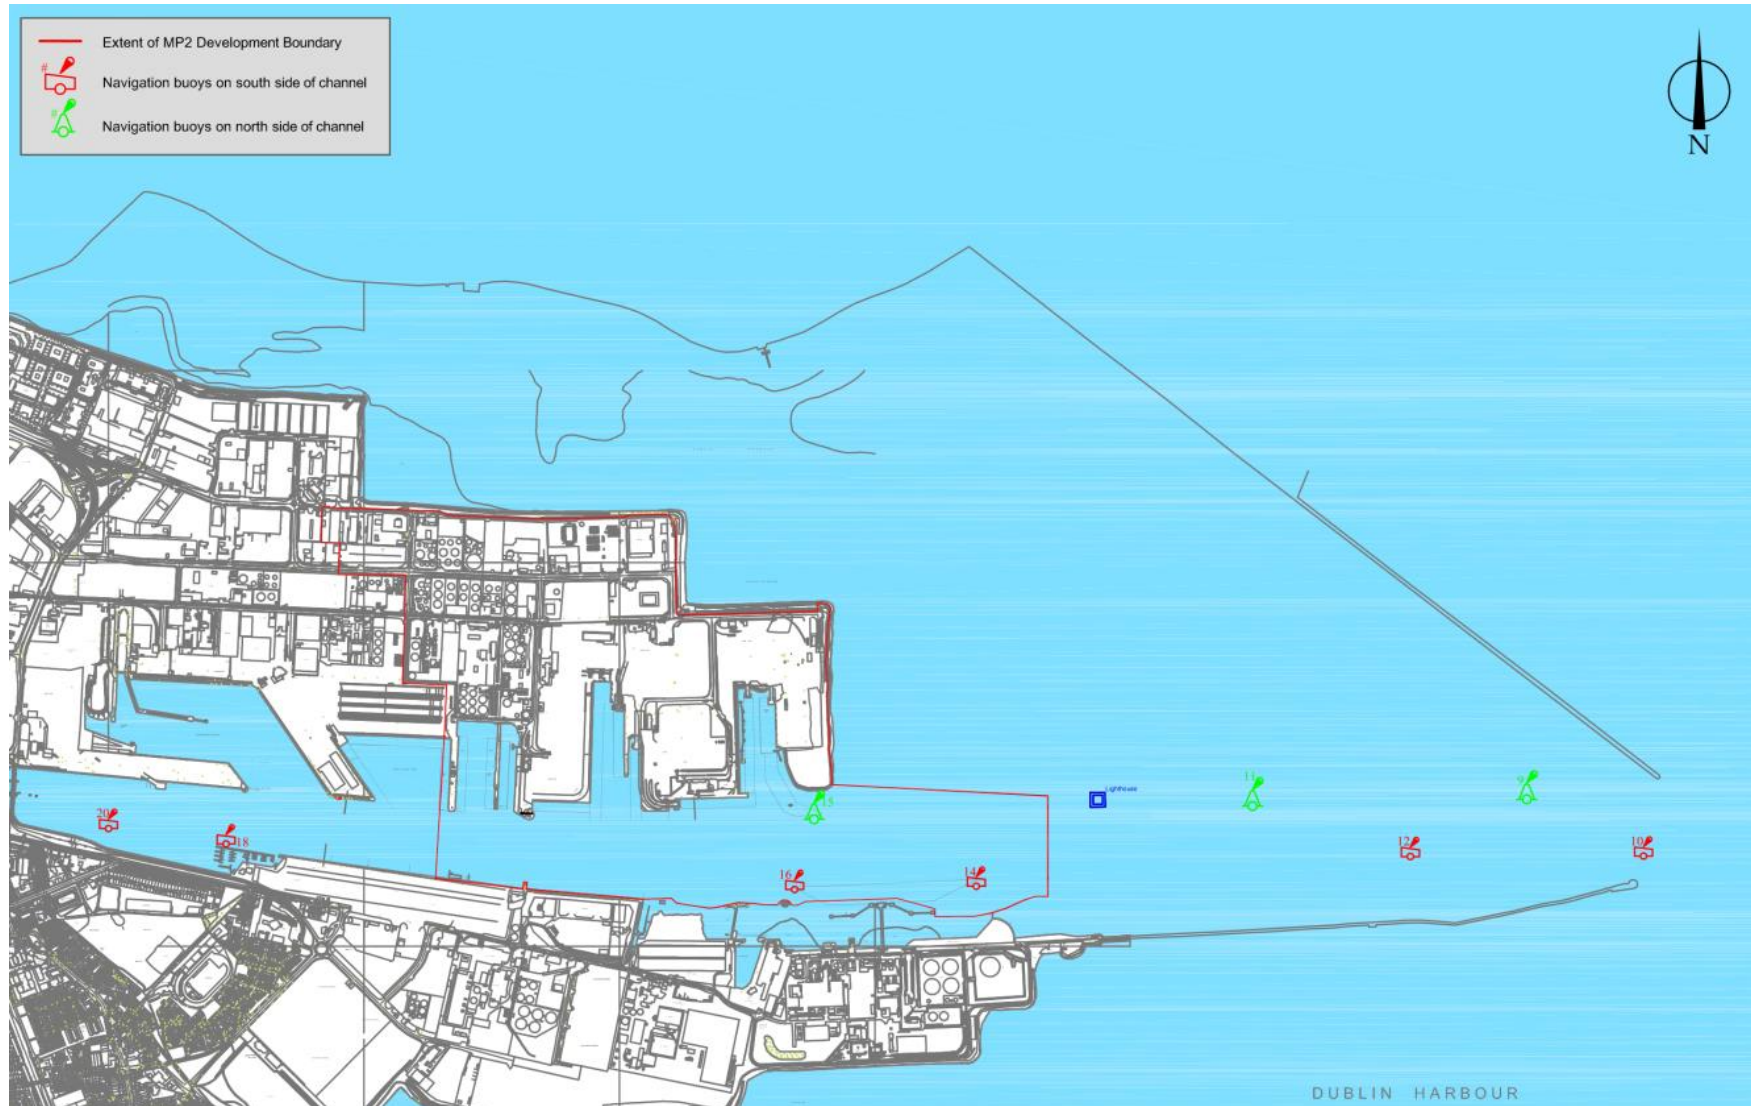 Extent of MP2 Development Boundary
#
Navigation buoys on south side of channel
#
Navigation buoys on north side of channel
N
Lighthouse
11
9
15
20
18
12
10
16
14
DUBLIN HARBOUR